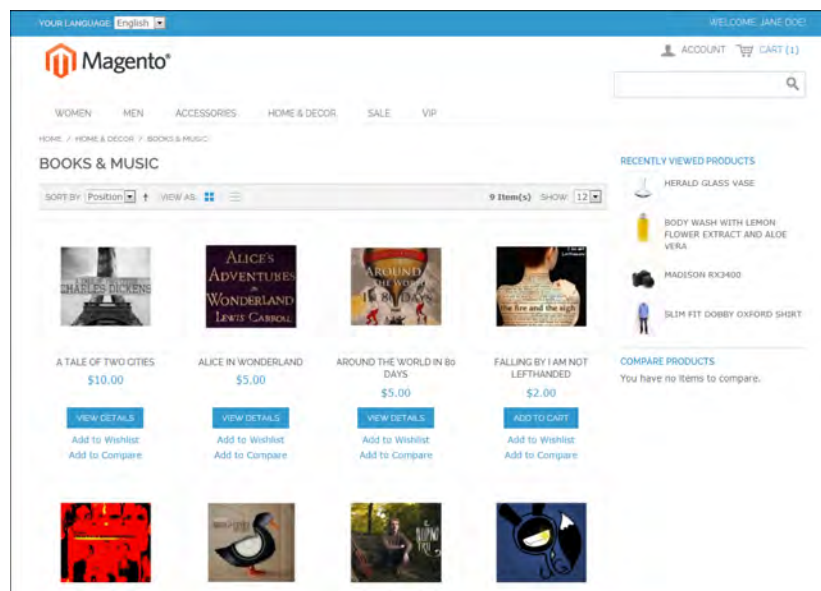 YOUR LANGUAGE: English
WELCOME, JANE DOE!
Magento®
ACCOUNT CART (1)
WOMEN MEN ACCESSORIES HOME & DECOR SALE VIP
HOME / HOME & DECOR / BOOKS & MUSIC
BOOKS & MUSIC
SORT BY Position VIEW AS:
9 Item(s) SHOW: 12
CHARLES DICKENS
ALICE'S
ADVENTURES
in
WONDERLAND
LEWIS CARROLL
AROUND
THE WORLD
IN 80 DAYS
the fire and the sigh
A TALE OF TWO CITIES
$10.00
VIEW DETAILS
Add to Wishlist
Add to Compare
ALICE IN WONDERLAND
$5.00
VIEW DETAILS
Add to Wishlist
Add to Compare
AROUND THE WORLD IN 80
DAYS
$5.00
VIEW DETAILS
Add to Wishlist
Add to Compare
FALLING BY I AM NOT
LEFTHANDED
$2.00
ADD TO CART
Add to Wishlist
Add to Compare
RECENTLY VIEWED PRODUCTS
HERALD GLASS VASE
BODY WASH WITH LEMON
FLOWER EXTRACT AND ALOE
VERA
MADISON RX3400
SLIM FIT DOBBY OXFORD SHIRT
COMPARE PRODUCTS
You have no items to compare.